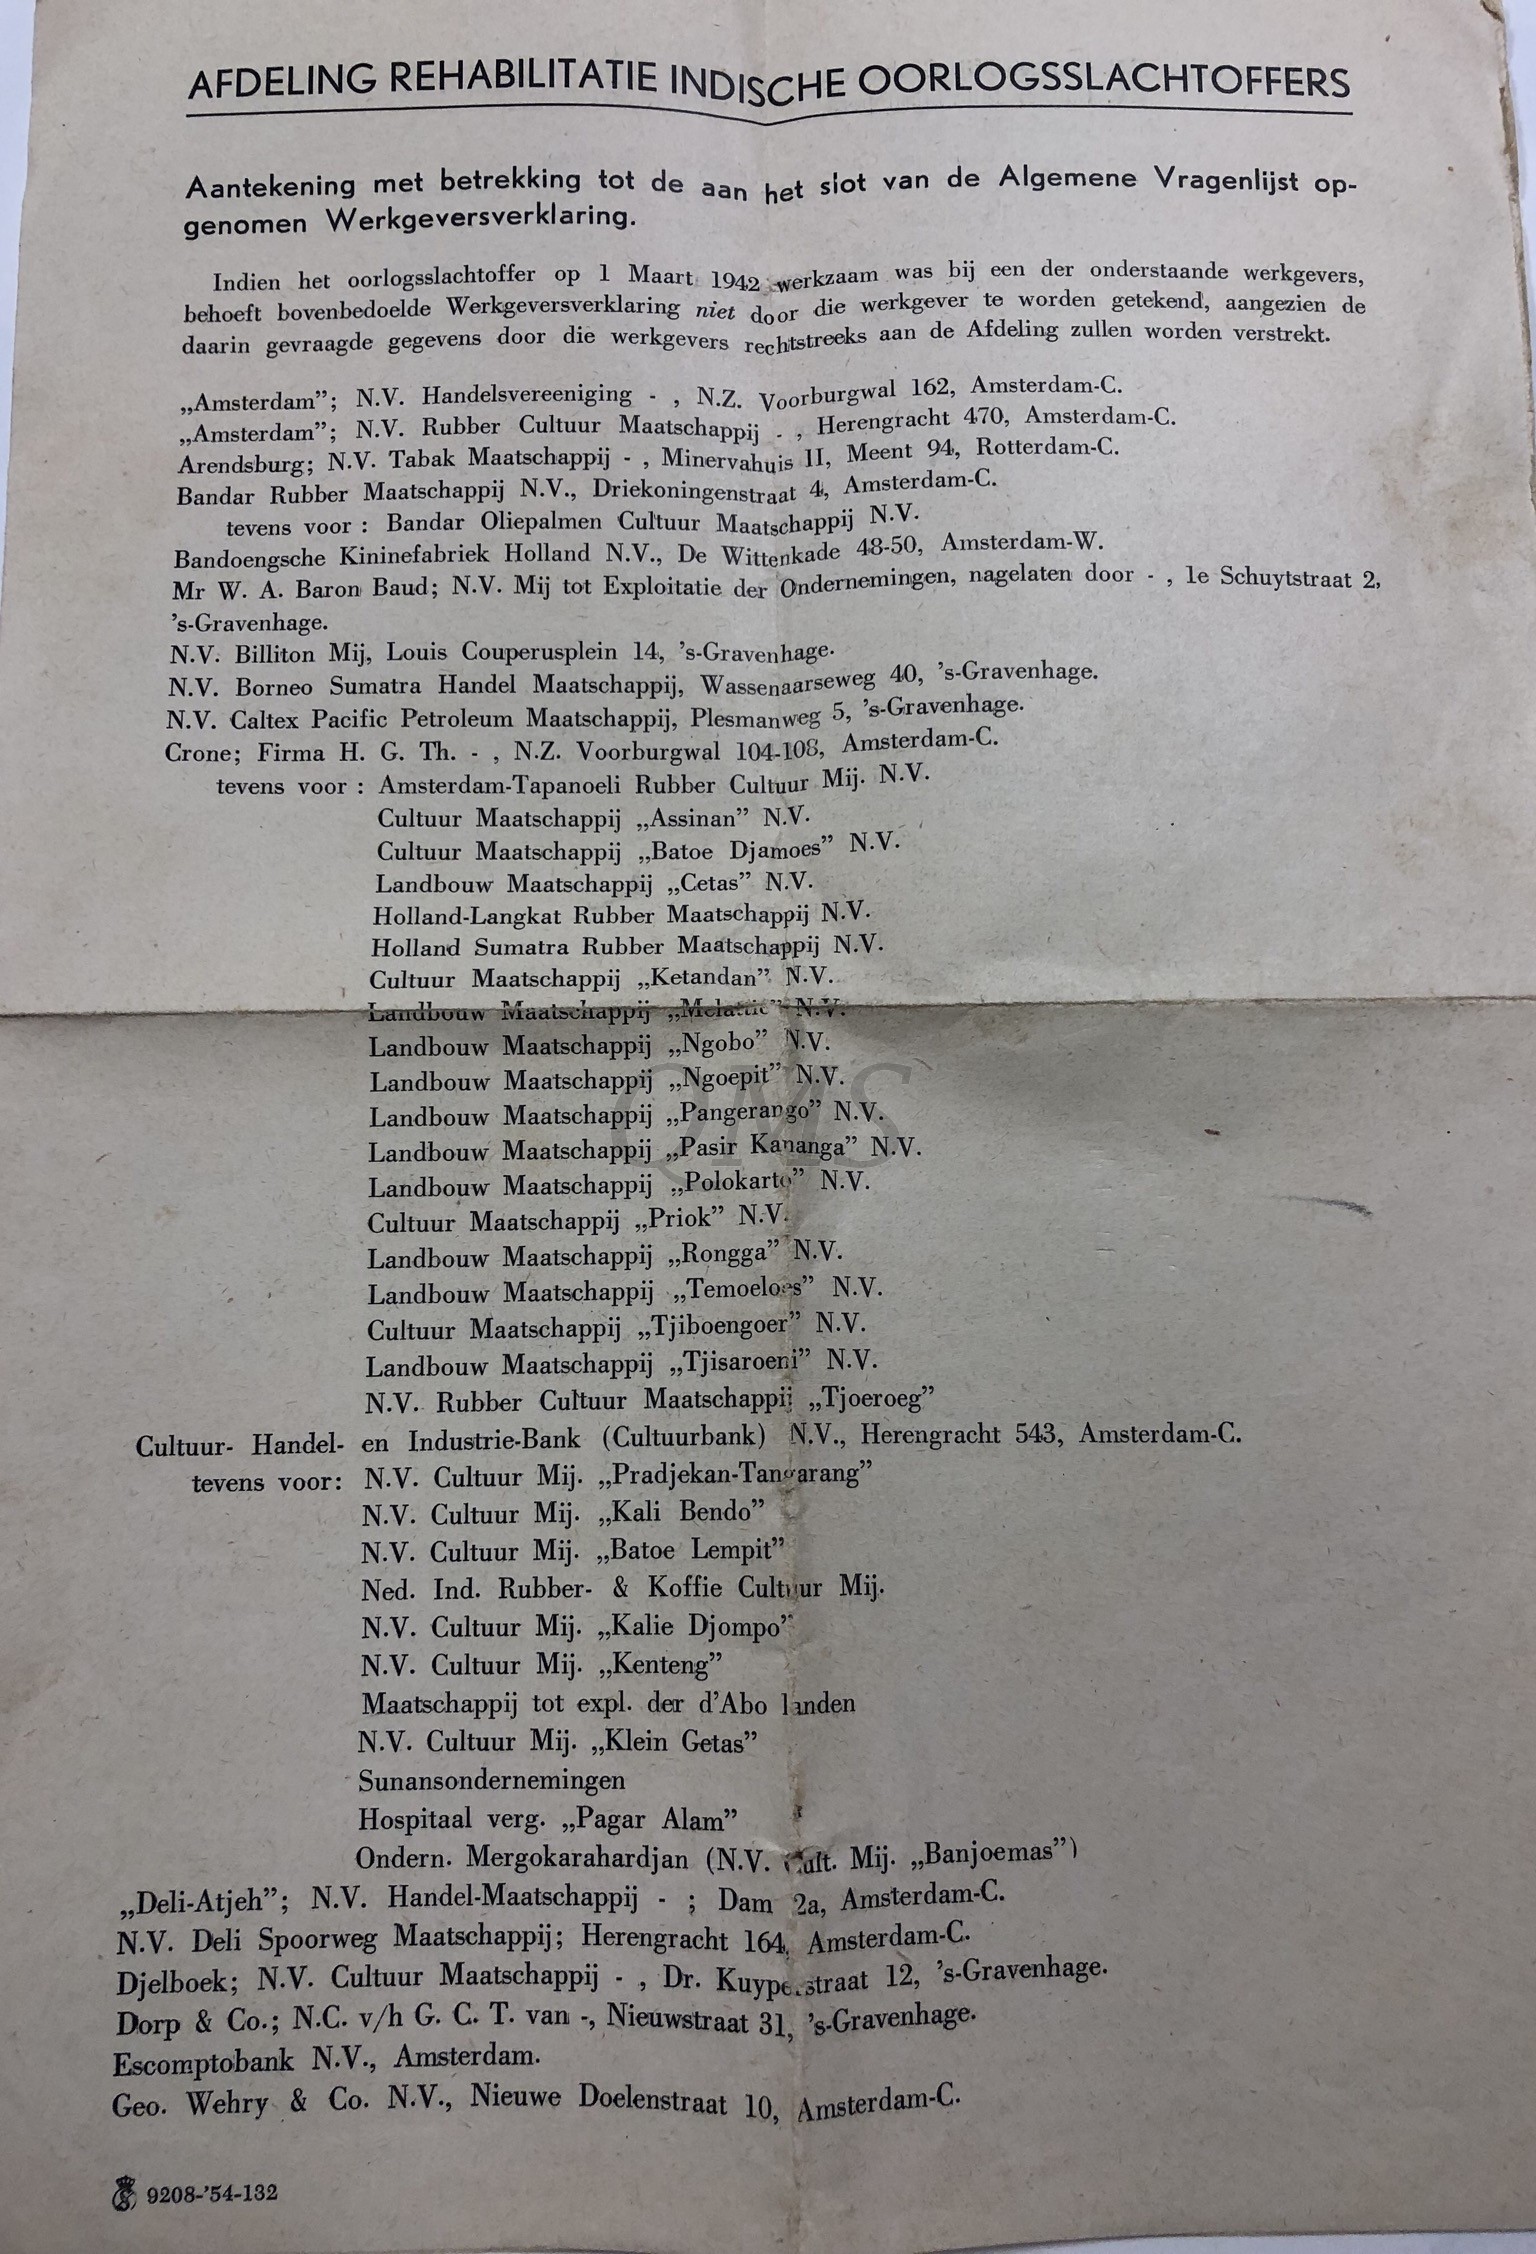 AFDELING REHABILITATIE INDISCHE OORLOGSSLACHTOFFERS
Aantekening met betrekking tot de aan het slot van de Algemene Vragenlijst op-
genomen Werkgeversverklaring.
Indien het oorlogsslachtoffer op 1 Maart 1942 werkzaam was bij een der onderstaande werkgevers,
behoeft bovenbedoelde Werkgeversverklaring niet door die werkgever te worden getekend, aangezien de
daarin gevraagde gegevens door die werkgevers rechtstreeks aan de Afdeling zullen worden verstrekt.
„Amsterdam”; N.V. Handelsvereeniging - , N.Z. Voorburgwal 162, Amsterdam-C.
„Amsterdam”; N.V. Rubber Cultuur Maatschappij - , Herengracht 470, Amsterdam-C.
Arendsburg; N.V. Tabak Maatschappij - , Minervahuis II, Meent 94, Rotterdam-C.
Bandar Rubber Maatschappij N.V., Driekoningenstraat 4, Amsterdam-C.
tevens voor : Bandar Oliepalmen Cultuur Maatschappij N.V.
Bandoengsche Kininefabriek Holland N.V., De Wittenkade 48-50, Amsterdam-W.
Mr W. A. Baron Baud; N.V. Mij tot Exploitatie der Ondernemingen, nagelaten door - , 1e Schuytstraat 2,
’s-Gravenhage.
N.V. Billiton Mij, Louis Couperusplein 14, ’s-Gravenhage.
N.V. Borneo Sumatra Handel Maatschappij, Wassenaarseweg 40, ’s-Gravenhage.
N.V. Caltex Pacific Petroleum Maatschappij, Plesmanweg 5, ’s-Gravenhage.
Crone; Firma H. G. Th. - , N.Z. Voorburgwal 104-108, Amsterdam-C.
tevens voor : Amsterdam-Tapanoeli Rubber Cultuur Mij. N.V.
Cultuur Maatschappij „Assinan” N.V.
Cultuur Maatschappij „Batoe Djamoes” N.V.
Landbouw Maatschappij „Cetas” N.V.
Holland-Langkat Rubber Maatschappij N.V.
Holland Sumatra Rubber Maatschappij N.V.
Cultuur Maatschappij „Ketandan” N.V.
Landbouw Maatschappij „Melattie” N.V.
Landbouw Maatschappij „Ngobo” N.V.
Landbouw Maatschappij „Ngoepit” N.V.
Landbouw Maatschappij „Pangerango” N.V.
Landbouw Maatschappij „Pasir Kananga” N.V.
Landbouw Maatschappij „Polokarto” N.V.
Cultuur Maatschappij „Priok” N.V.
Landbouw Maatschappij „Rongga” N.V.
Landbouw Maatschappij „Temoeloes” N.V.
Cultuur Maatschappij „Tjiboengoer” N.V.
Landbouw Maatschappij „Tjisaroeni” N.V.
N.V. Rubber Cultuur Maatschappij „Tjoeroeg”
Cultuur- Handel- en Industrie-Bank (Cultuurbank) N.V., Herengracht 543, Amsterdam-C.
tevens voor: N.V. Cultuur Mij. „Pradjekan-Tangarang”
N.V. Cultuur Mij. „Kali Bendo”
N.V. Cultuur Mij. „Batoe Lempit”
Ned. Ind. Rubber- & Koffie Cultuur Mij.
N.V. Cultuur Mij. „Kalie Djompo”
N.V. Cultuur Mij. „Kenteng”
Maatschappij tot expl. der d’Abo landen
N.V. Cultuur Mij. „Klein Getas”
Sunansondernemingen
Hospitaal verg. „Pagar Alam”
Ondern. Mergokarahardjan (N.V. Cult. Mij. „Banjoemas”)
„Deli-Atjeh”; N.V. Handel-Maatschappij - ; Dam 2a, Amsterdam-C.
N.V. Deli Spoorweg Maatschappij; Herengracht 164, Amsterdam-C.
Djelboek; N.V. Cultuur Maatschappij - , Dr. Kuyperstraat 12, ’s-Gravenhage.
Dorp & Co.; N.C. v/h G. C. T. van -, Nieuwstraat 31, ’s-Gravenhage.
Escomptobank N.V., Amsterdam.
Geo. Wehry & Co. N.V., Nieuwe Doelenstraat 10, Amsterdam-C.
9208-’54-132
QMS